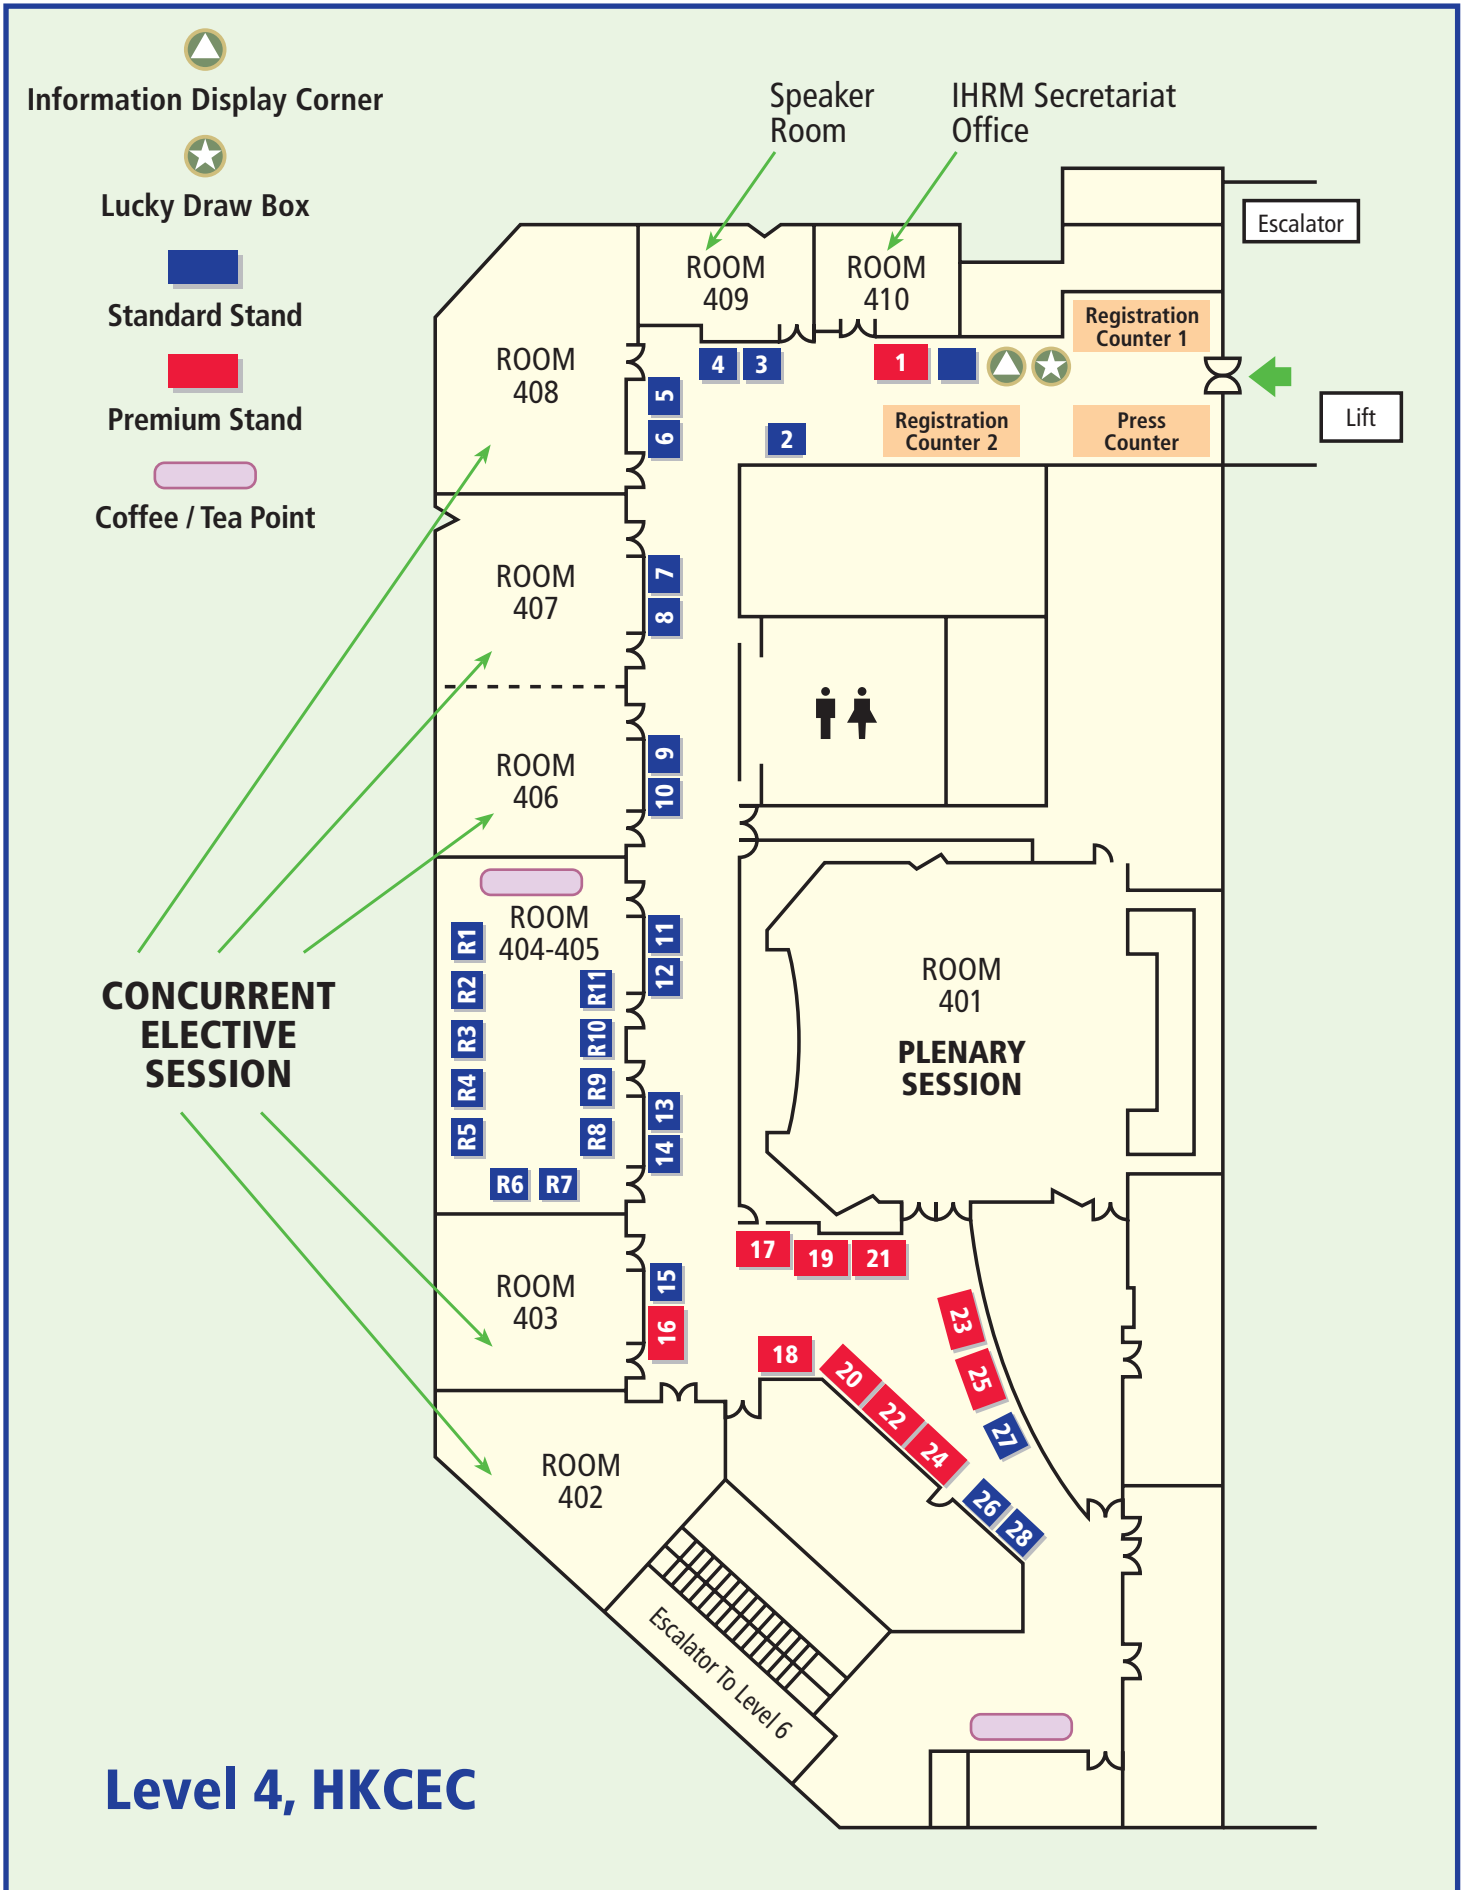 Information Display Corner
Lucky Draw Box
Standard Stand
Premium Stand
Coffee / Tea Point
Speaker
Room
IHRM Secretariat
Office
Escalator
Lift
ROOM
409
ROOM
410
Registration
Counter 1
ROOM
408
4
3
1
5
6
2
Registration
Counter 2
Press
Counter
ROOM
407
7
8
ROOM
406
9
10
ROOM
404-405
11
12
R1
R2
R3
R4
R5
R6
R7
R8
R9
R10
R11
13
14
CONCURRENT
ELECTIVE
SESSION
ROOM
401
PLENARY
SESSION
ROOM
403
15
16
17
19
21
18
20
22
24
23
25
27
26
28
ROOM
402
Escalator To Level 6
Level 4, HKCEC